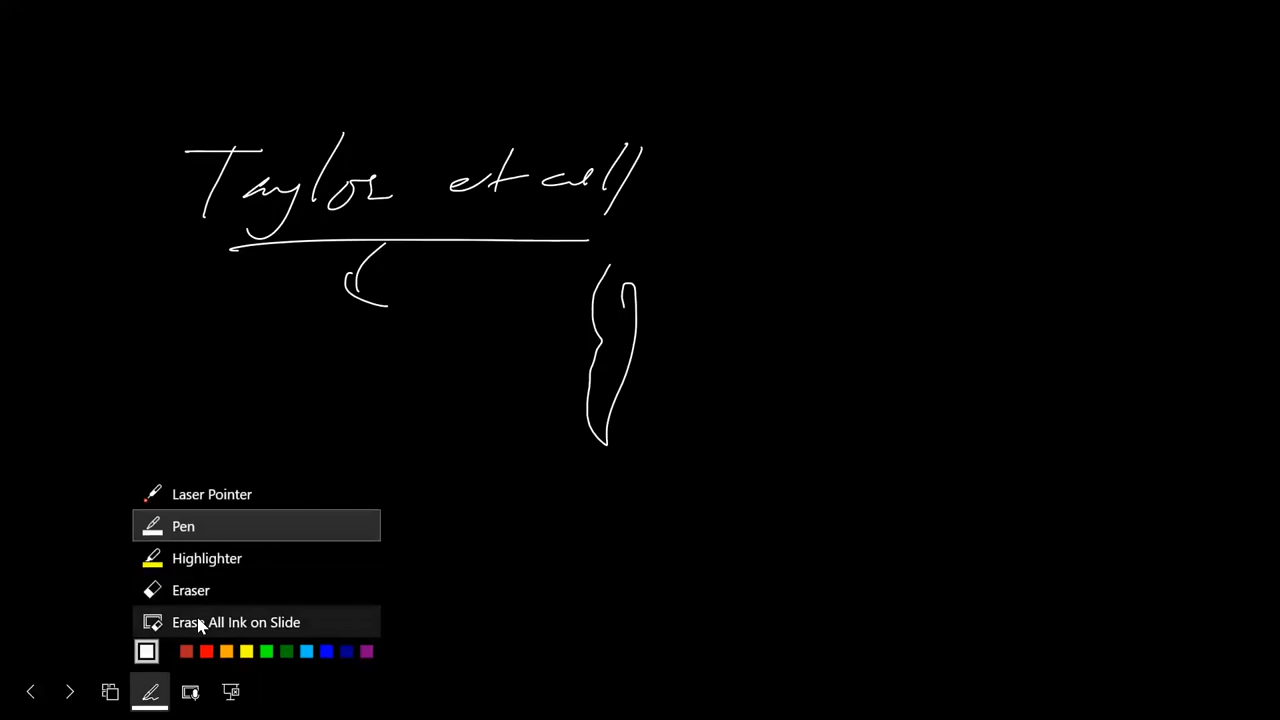 Taylor et all
Laser Pointer
Pen
Highlighter
Eraser
Erase All Ink on Slide